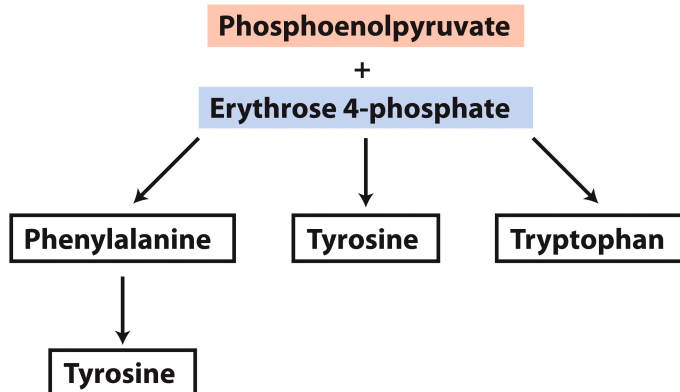 Phosphoenolpyruvate
+
Erythrose 4-phosphate
Phenylalanine
Tyrosine
Tryptophan
Tyrosine